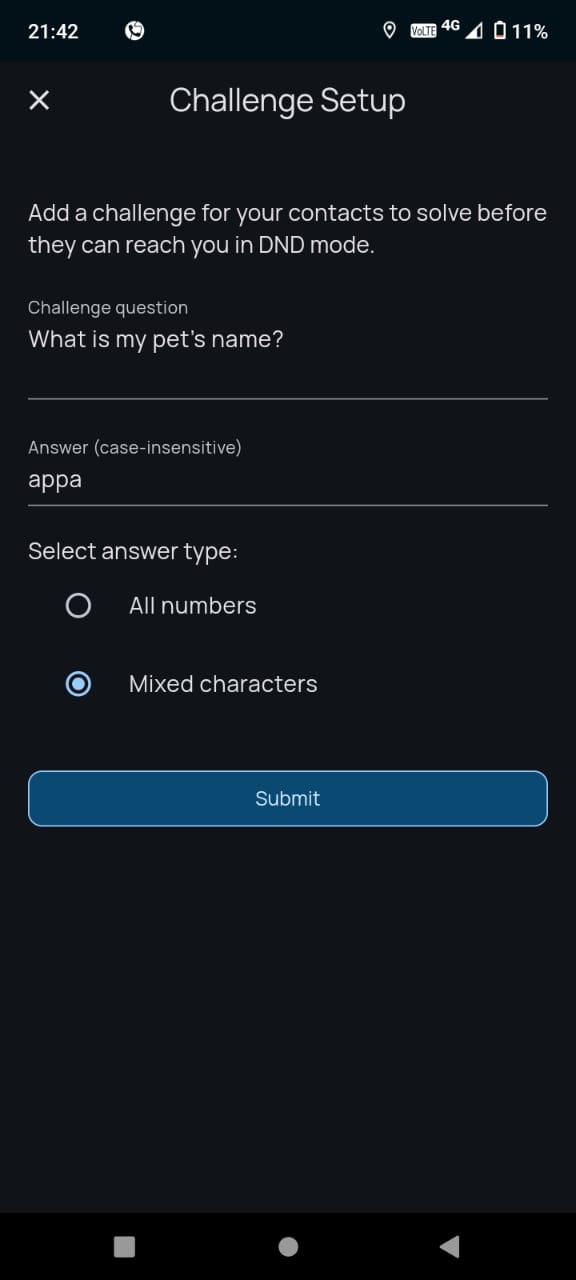 21:42
VoLTE 4G 11%
Challenge Setup
Add a challenge for your contacts to solve before
they can reach you in DND mode.
Challenge question
What is my pet's name?
Answer (case-insensitive)
appa
Select answer type:
All numbers
Mixed characters
Submit